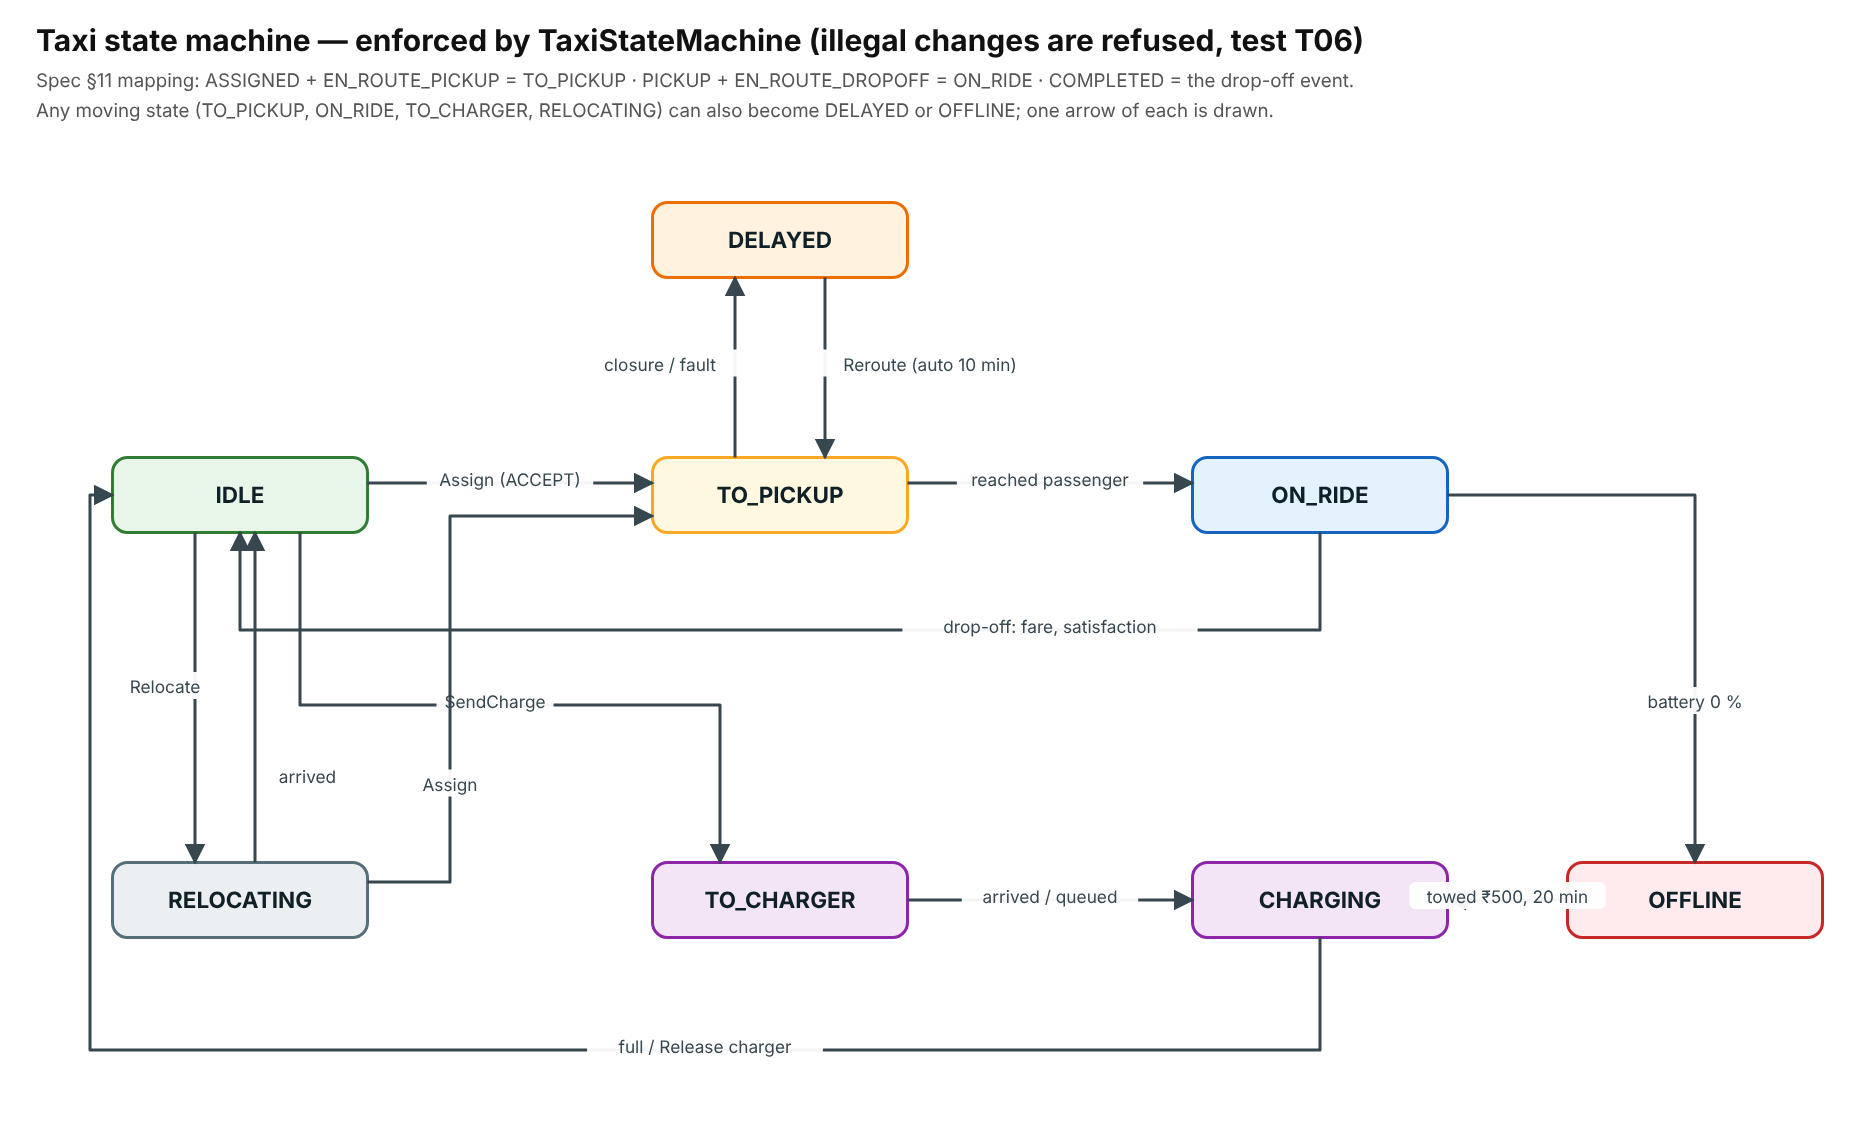 Taxi state machine — enforced by TaxiStateMachine (illegal changes are refused, test T06)
Spec §11 mapping: ASSIGNED + EN_ROUTE_PICKUP = TO_PICKUP · PICKUP + EN_ROUTE_DROPOFF = ON_RIDE · COMPLETED = the drop-off event.
Any moving state (TO_PICKUP, ON_RIDE, TO_CHARGER, RELOCATING) can also become DELAYED or OFFLINE; one arrow of each is drawn.
DELAYED
closure / fault
Reroute (auto 10 min)
IDLE
Assign (ACCEPT)
TO_PICKUP
reached passenger
ON_RIDE
drop-off: fare, satisfaction
Relocate
SendCharge
battery 0 %
arrived
Assign
RELOCATING
TO_CHARGER
arrived / queued
CHARGING
towed ₹500, 20 min
OFFLINE
full / Release charger